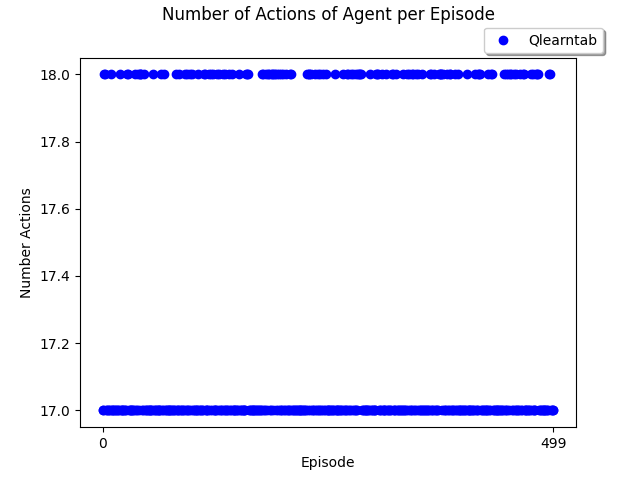 Number of Actions of Agent per Episode
Qlearntab
18.0
17.8
17.6
17.4
17.2
17.0
Number Actions
0
499
Episode